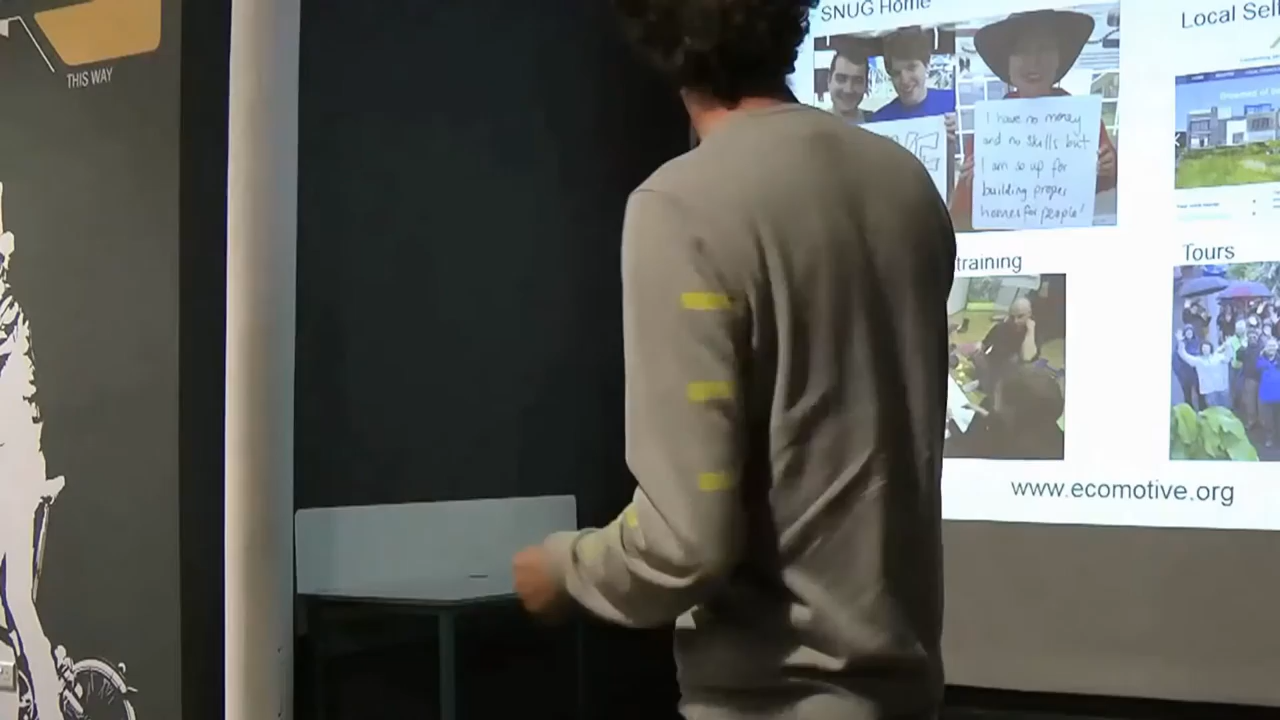 THIS WAY
SNUG Home
Local Self
I have no money
and no skills but
I am so up for
building proper
homes for people!
training
Tours
www.ecomotive.org